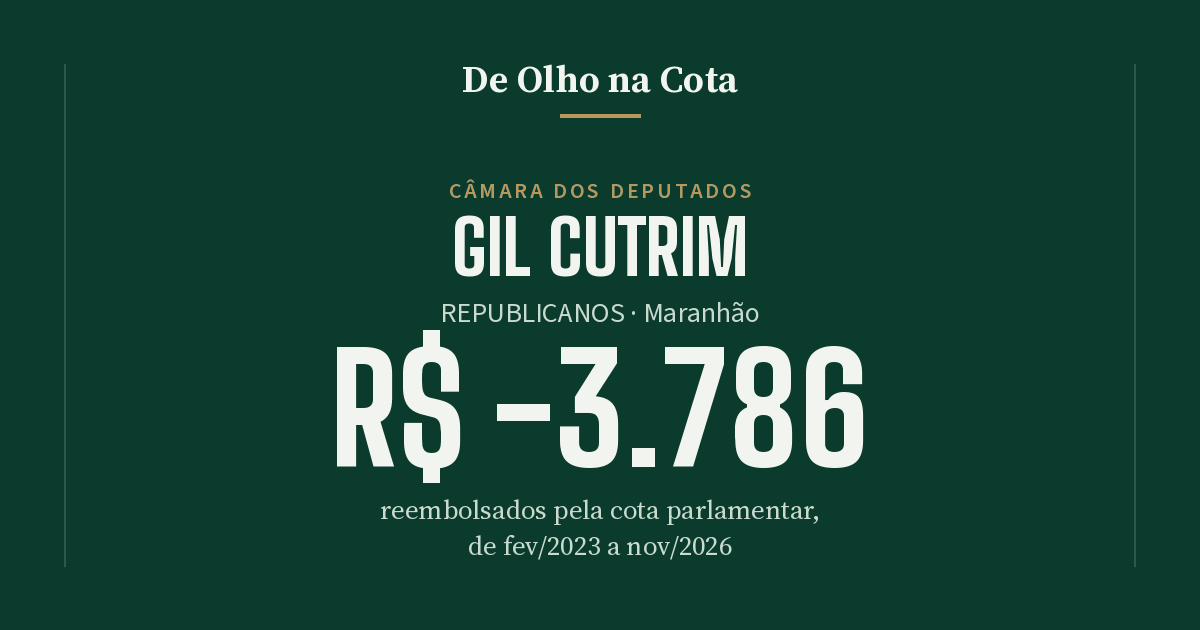 De Olho na Cota
CÂMARA DOS DEPUTADOS
GIL CUTRIM
REPUBLICANOS · Maranhão
R$ -3.786
reembolsados pela cota parlamentar,
de fev/2023 a nov/2026